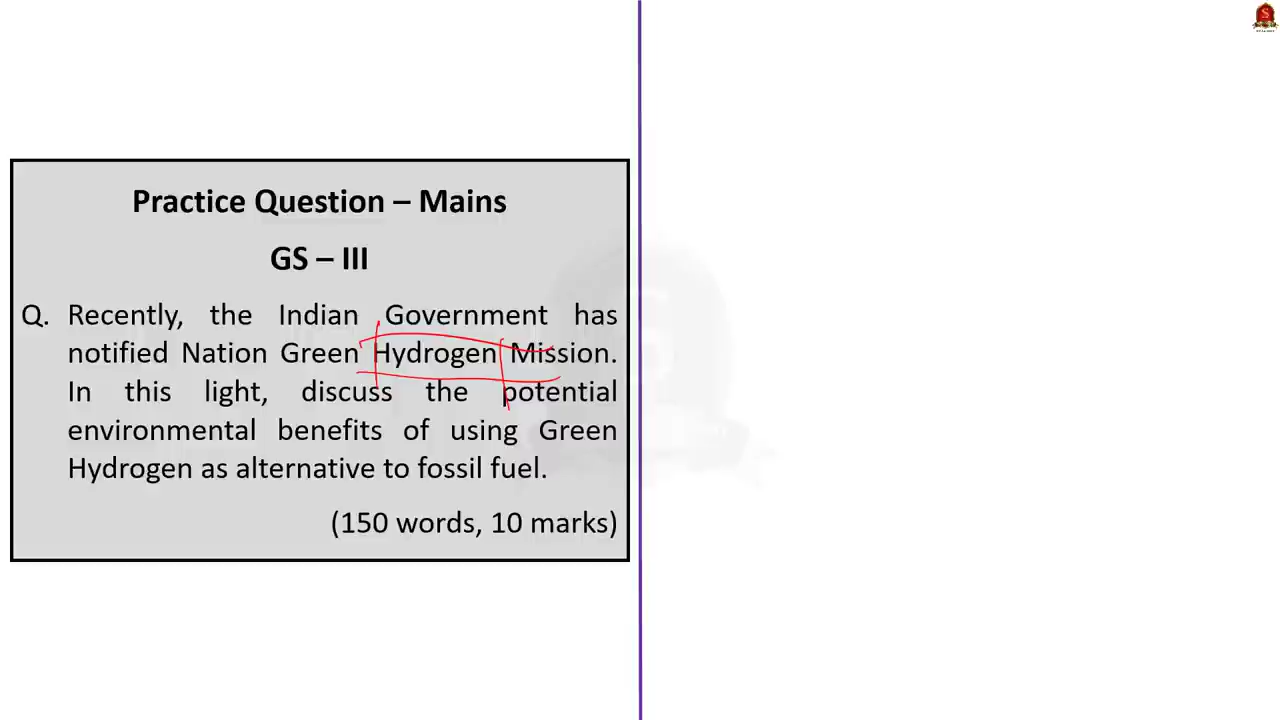 Practice Question – Mains
GS – III
Q. Recently, the Indian Government has
notified Nation Green Hydrogen Mission.
In this light, discuss the potential
environmental benefits of using Green
Hydrogen as alternative to fossil fuel.
(150 words, 10 marks)